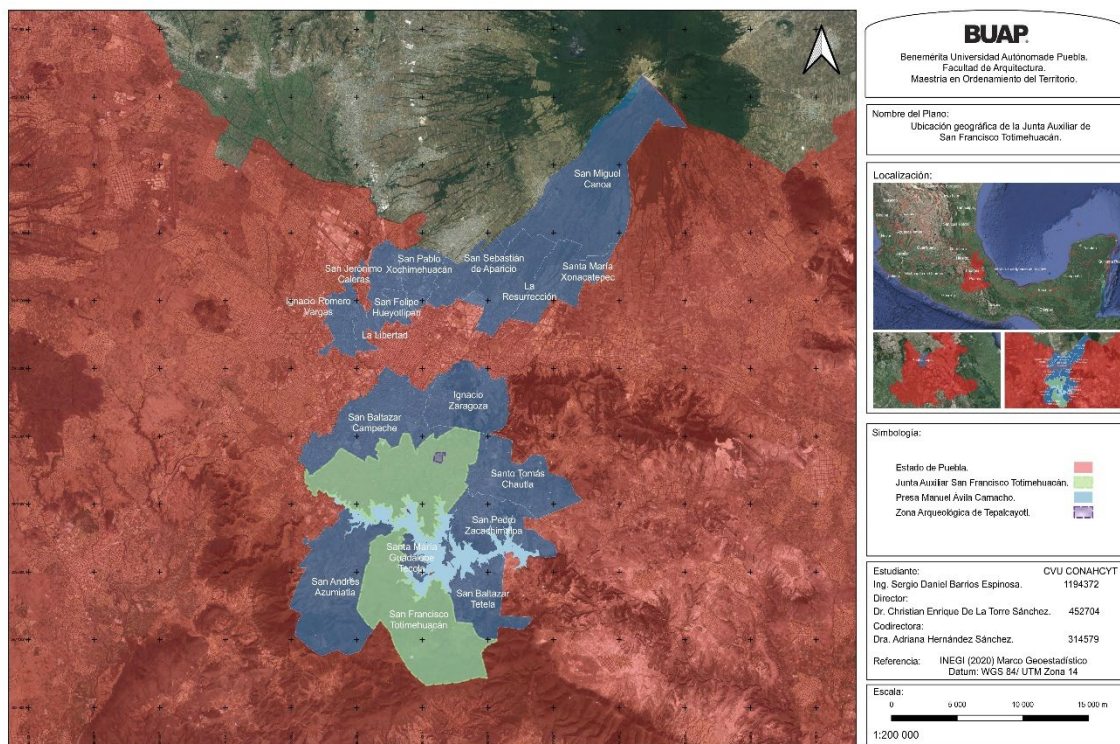 San Miguel
Canoa
San Pablo
Xochimehuacán
San Sebastián
de Aparicio
San Jerónimo
Caleras
Santa María
Xonacatepec
La
Resurrección
Ignacio Romero
Vargas
San Felipo
Hueyotlipan
La Libertad
Ignacio
Zaragoza
San Baltazar
Campeche
Santo Tomás
Chautla
San Pedro
Zacachimalpa
Santa María
Guadalupe
Tecola
San Andrés
Azumiatla
San Baltazar
Tetela
San Francisco
Totimehuacán
BUAP
Benemérita Universidad Autónomade Puebla.
Facultad de Arquitectura.
Maestria en Ordenamiento del Territorio.
Nombre del Plano:
Ubicación geográfica de la Junta Auxiliar de
San Francisco Totimehuacán.
Localización:
Simbología:
Estado de Puebla.
Junta Auxiliar San Francisco Totimehuacán.
Presa Manuel Ávila Camacho.
Zona Arqueológica de Tepalcayotl.
Estudiante: CVU CONAHCYT
Ing. Sergio Daniel Barrios Espinosa. 1194372
Director:
Dr. Christian Enrique De La Torre Sánchez. 452704
Codirectora:
Dra. Adriana Hernández Sánchez. 314579
Referencia: INEGI (2020) Marco Geoestadístico
Datum: WGS 84/ UTM Zona 14
Escala:
0 5 000 10 000 15 000 m
1:200 000